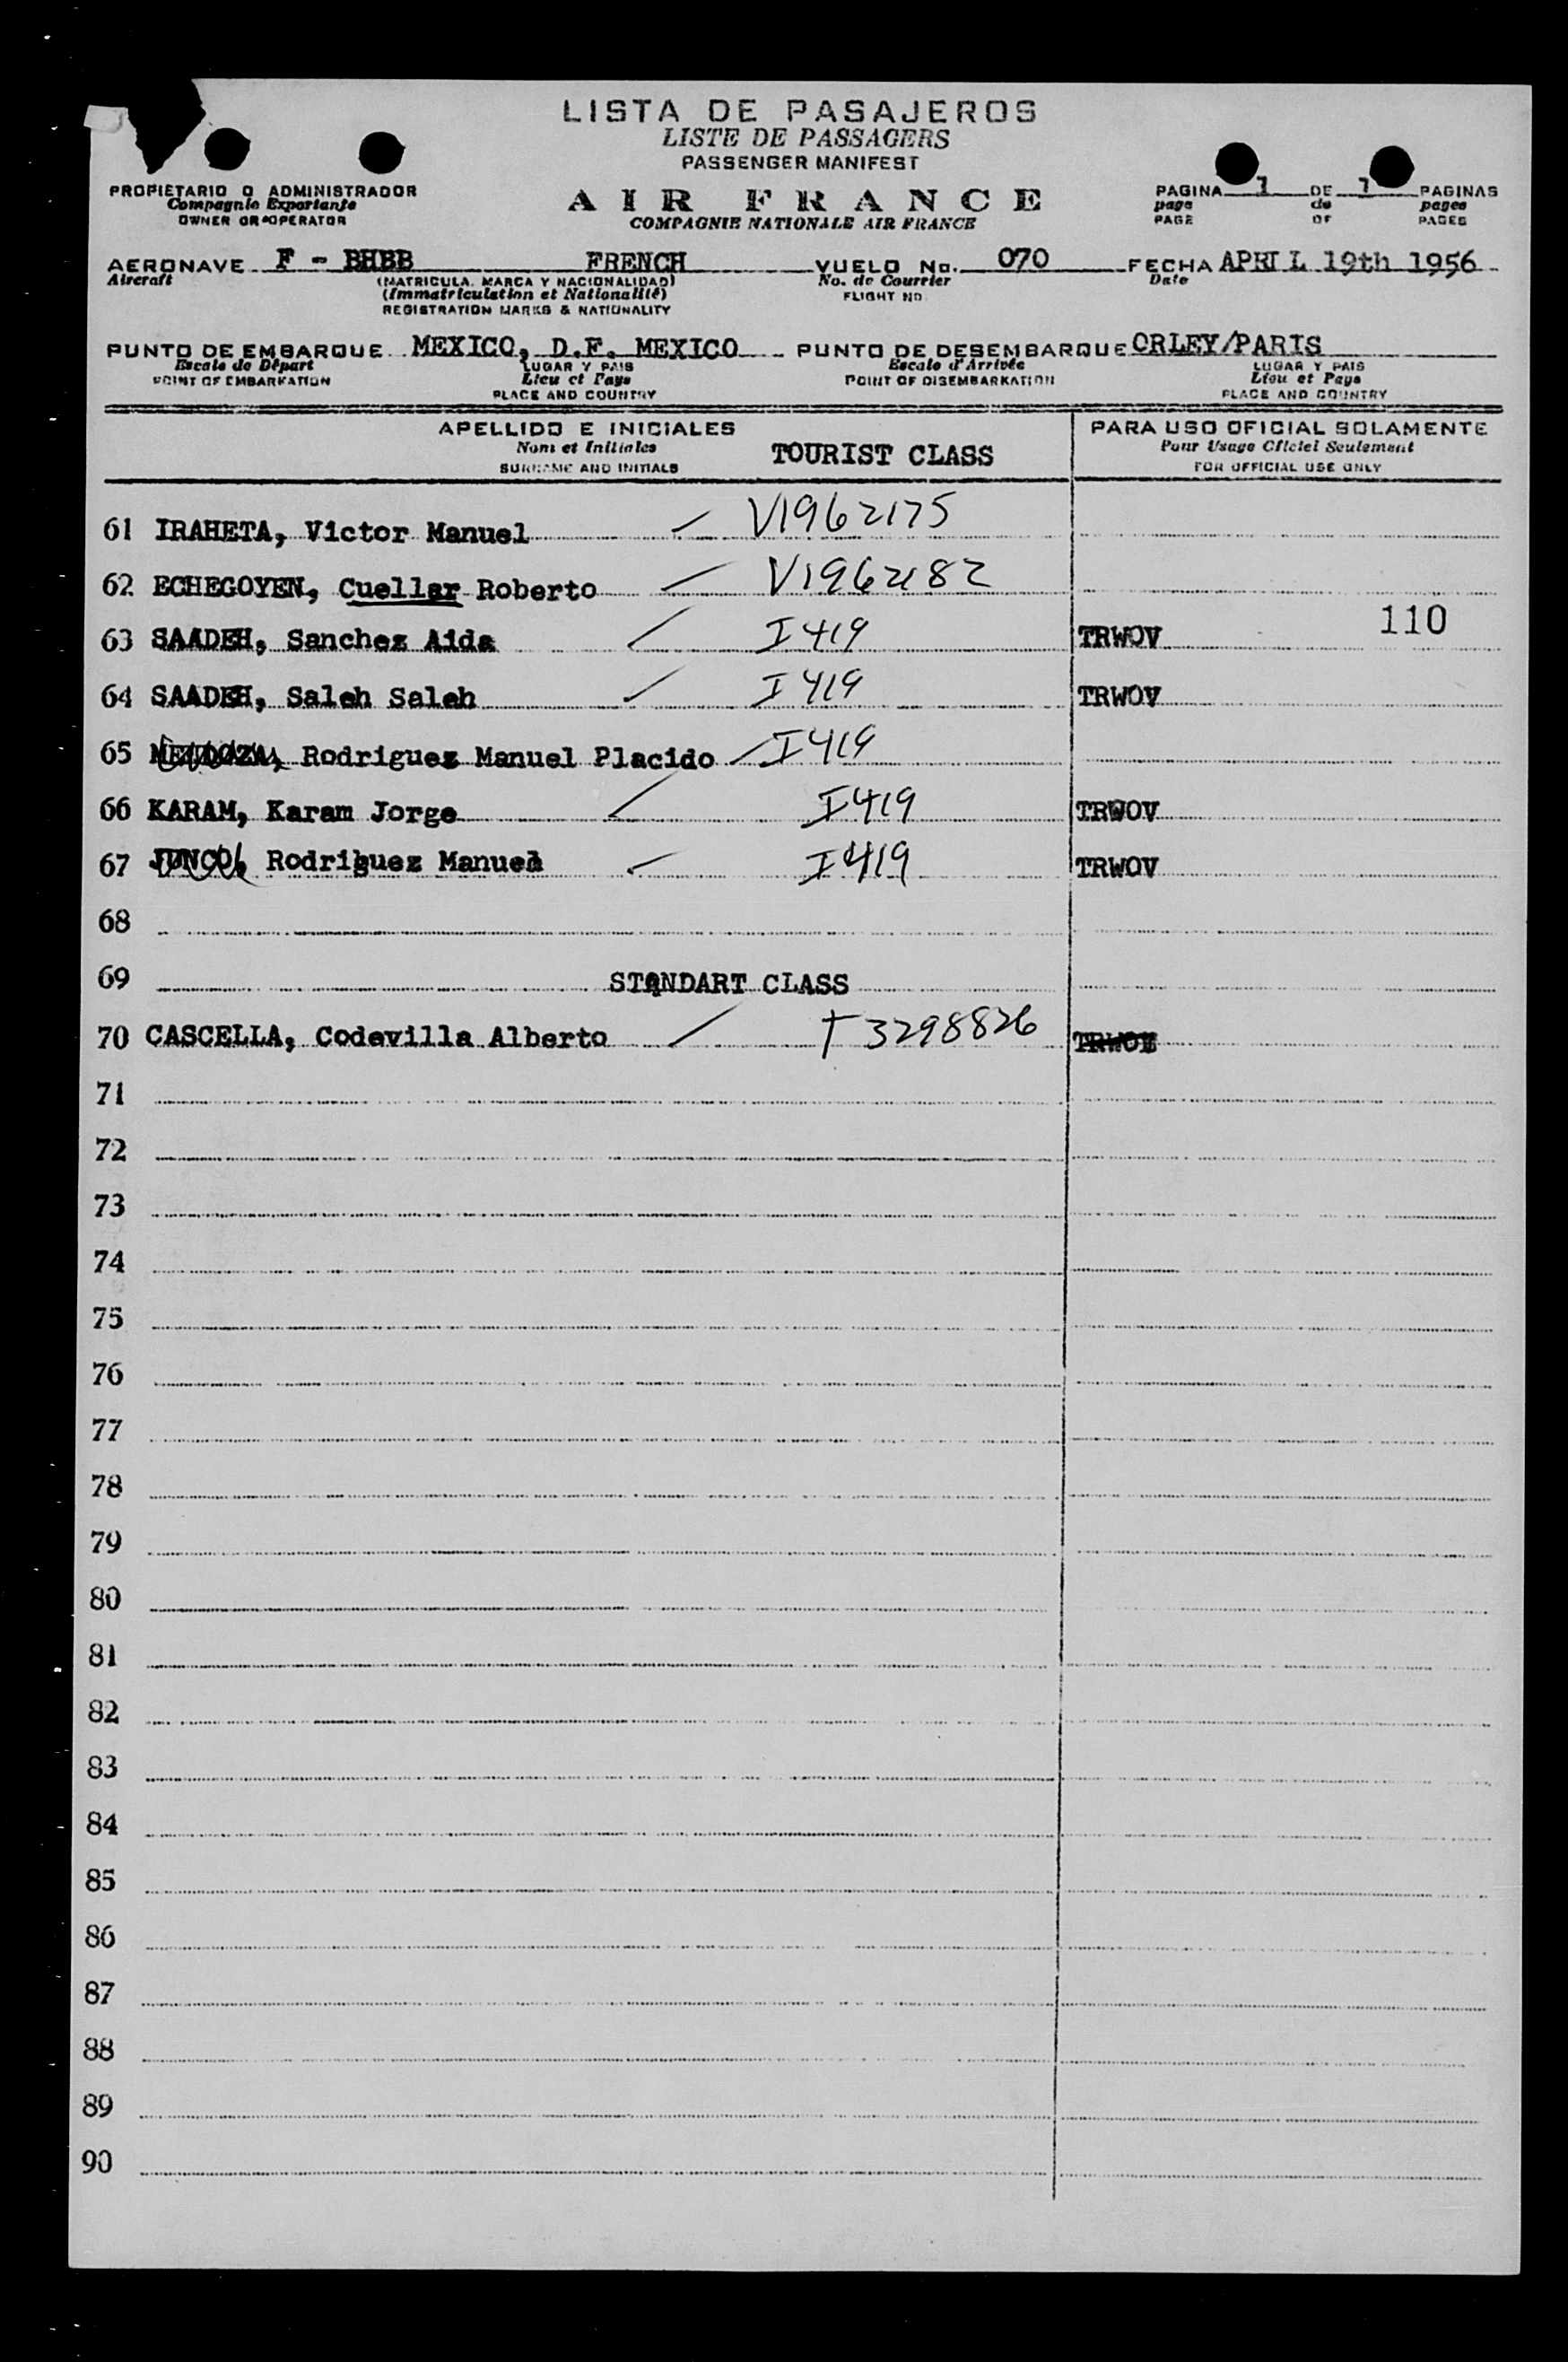 LISTA DE PASAJEROS
LISTE DE PASSAGERS
PASSENGER MANIFEST
PROPIETARIO O ADMINISTRADOR
Compagnie Exportante
OWNER OR OPERATOR
AIR FRANCE
COMPAGNIE NATIONALE AIR FRANCE
PAGINA 1 DE 1 PAGINAS
page de pages
PAGE OF PAGES
AERONAVE F - BHBB FRENCH VUELO No. 070 FECHA APRIL 19th 1956
Aircraft (MATRICULA, MARCA Y NACIONALIDAD) No. de Courrier Date
(Immatriculation et Nationalité) FLIGHT NO
REGISTRATION MARKS & NATIONALITY
PUNTO DE EMBARQUE MEXICO, D.F. MEXICO PUNTO DE DESEMBARQUE ORLEY/PARIS
Escale de Départ LUGAR Y PAIS Escale d'Arrivée LUGAR Y PAIS
POINT OF EMBARKATION Lieu et Pays POINT OF DISEMBARKATION Lieu et Pays
PLACE AND COUNTRY PLACE AND COUNTRY
APELLIDO E INICIALES PARA USO OFICIAL SOLAMENTE
Nom et Initiales TOURIST CLASS Pour Usage Officiel Seulement
SURNAME AND INITIALS FOR OFFICIAL USE ONLY
61 IRAHETA, Victor Manuel V1962175
62 ECHEGOYEN, Cuellar Roberto
63 SAADEH, Sanchez Aida I 419 TRWOV 110
64 SAADEH, Saleh Saleh I 419 TRWOV
65 MENDOZA, Rodriguez Manuel Placido I 419
66 KARAM, Karam Jorge I 419 TRWOV
67 JUNCO, Rodriguez Manuel I 419 TRWOV
68
69 STANDART CLASS
70 CASCELLA, Codevilla Alberto T 3298826
71
72
73
74
75
76
77
78
79
80
81
82
83
84
85
86
87
88
89
90